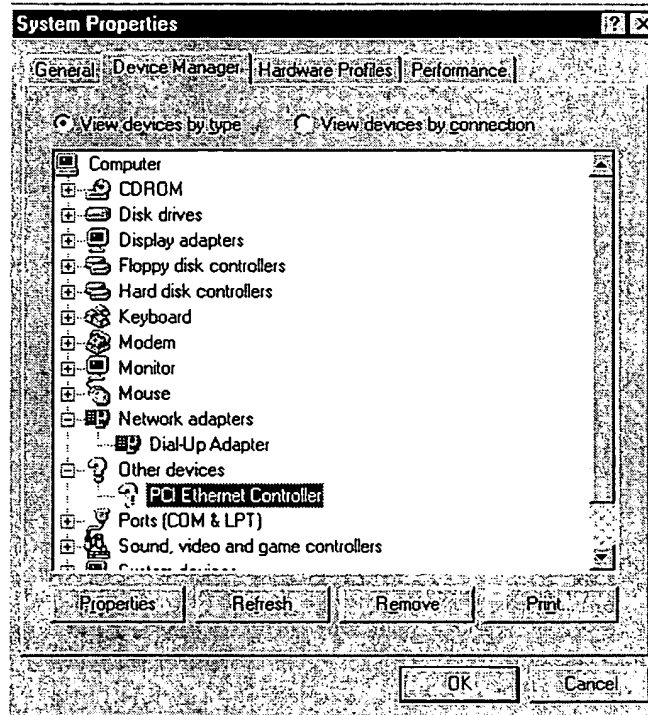 System Properties
General Device Manager Hardware Profiles Performance
View devices by type View devices by connection
Computer
CDROM
Disk drives
Display adapters
Floppy disk controllers
Hard disk controllers
Keyboard
Modem
Monitor
Mouse
Network adapters
Dial-Up Adapter
Other devices
PCI Ethernet Controller
Ports (COM & LPT)
Sound, video and game controllers
System devices
Properties Refresh Remove Print...
OK Cancel